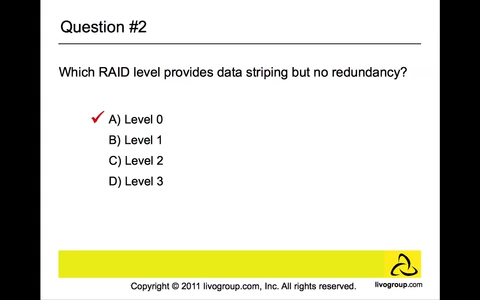 Question #2
Which RAID level provides data striping but no redundancy?
A) Level 0
B) Level 1
C) Level 2
D) Level 3
livogroup.com
Copyright © 2011 livogroup.com, Inc. All rights reserved.